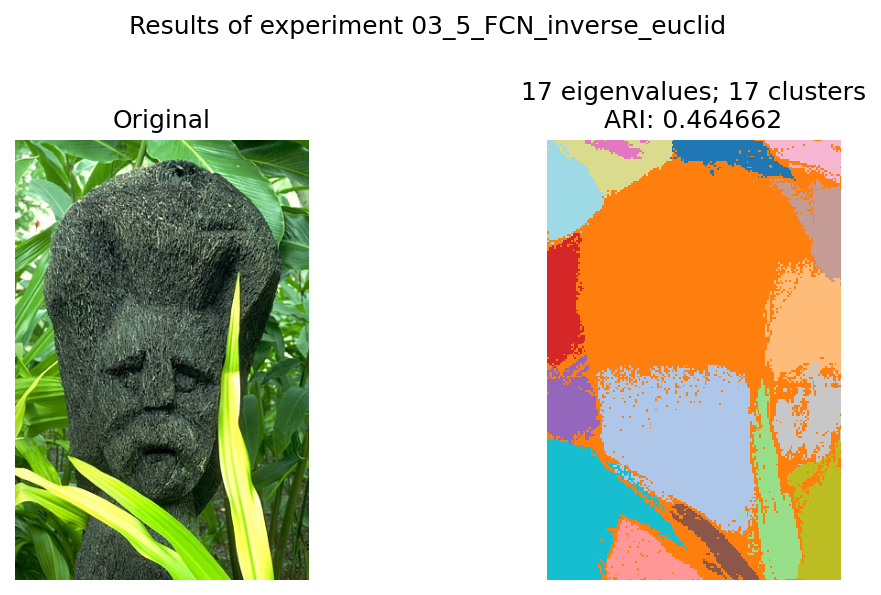 Results of experiment 03_5_FCN_inverse_euclid
Original
17 eigenvalues; 17 clusters
ARI: 0.464662